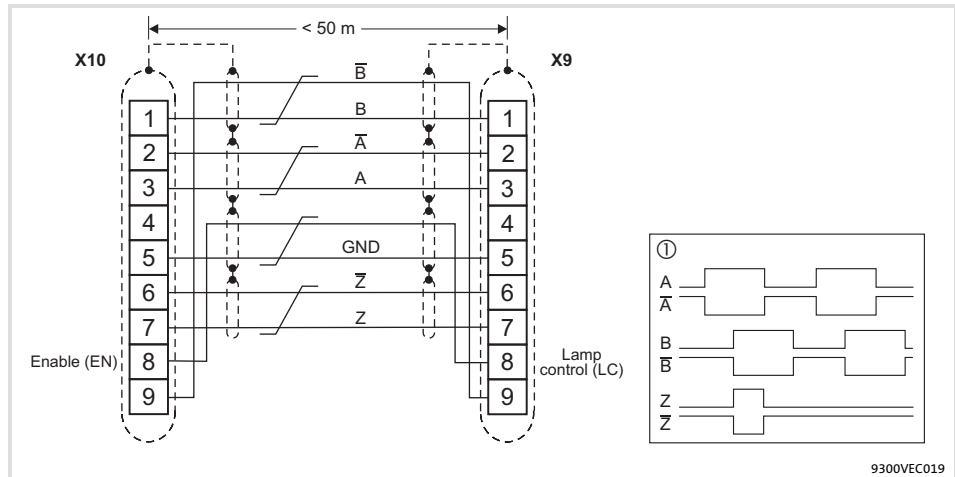 < 50 m
X10
X9
B̅
B
A̅
A
GND
Z̅
Z
1
2
3
4
5
6
7
8
9
1
2
3
4
5
6
7
8
9
Enable (EN)
Lamp
control (LC)
①
A
A̅
B
B̅
Z
Z̅
9300VEC019